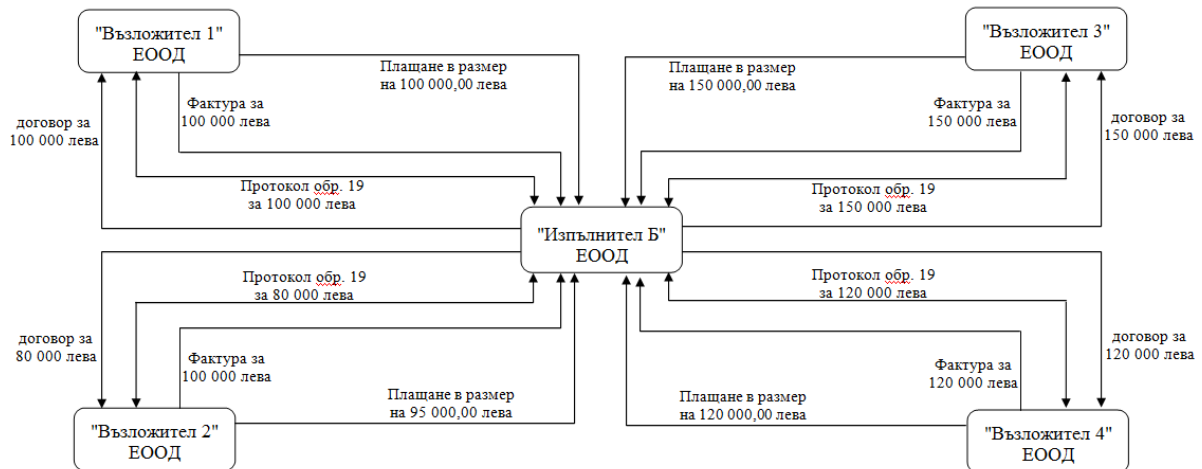 "Възложител 1"
ЕООД
Плащане в размер
на 100 000,00 лева
Фактура за
100 000 лева
договор за
100 000 лева
Протокол обр. 19
за 100 000 лева
"Възложител 3"
ЕООД
Плащане в размер
на 150 000,00 лева
Фактура за
150 000 лева
договор за
150 000 лева
Протокол обр. 19
за 150 000 лева
"Изпълнител Б"
ЕООД
Протокол обр. 19
за 80 000 лева
договор за
80 000 лева
Фактура за
100 000 лева
Плащане в размер
на 95 000,00 лева
"Възложител 2"
ЕООД
Протокол обр. 19
за 120 000 лева
договор за
120 000 лева
Фактура за
120 000 лева
Плащане в размер
на 120 000,00 лева
"Възложител 4"
ЕООД